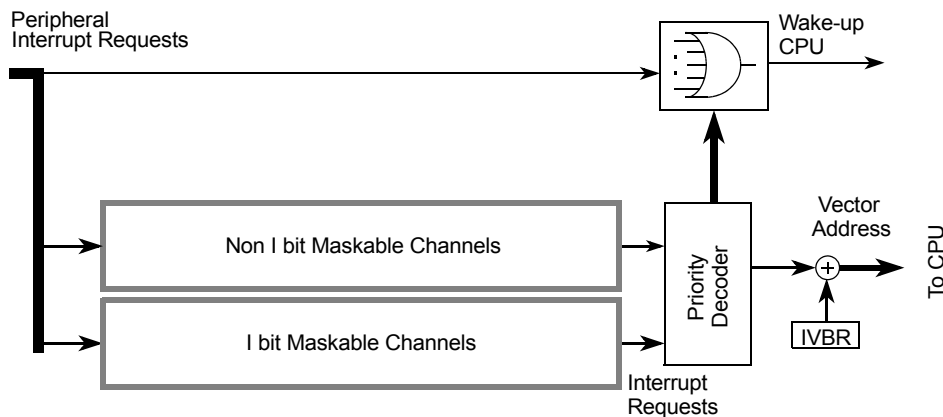 Peripheral
Interrupt Requests
Wake-up
CPU
Non I bit Maskable Channels
I bit Maskable Channels
Priority
Decoder
Interrupt
Requests
Vector
Address
IVBR
To CPU